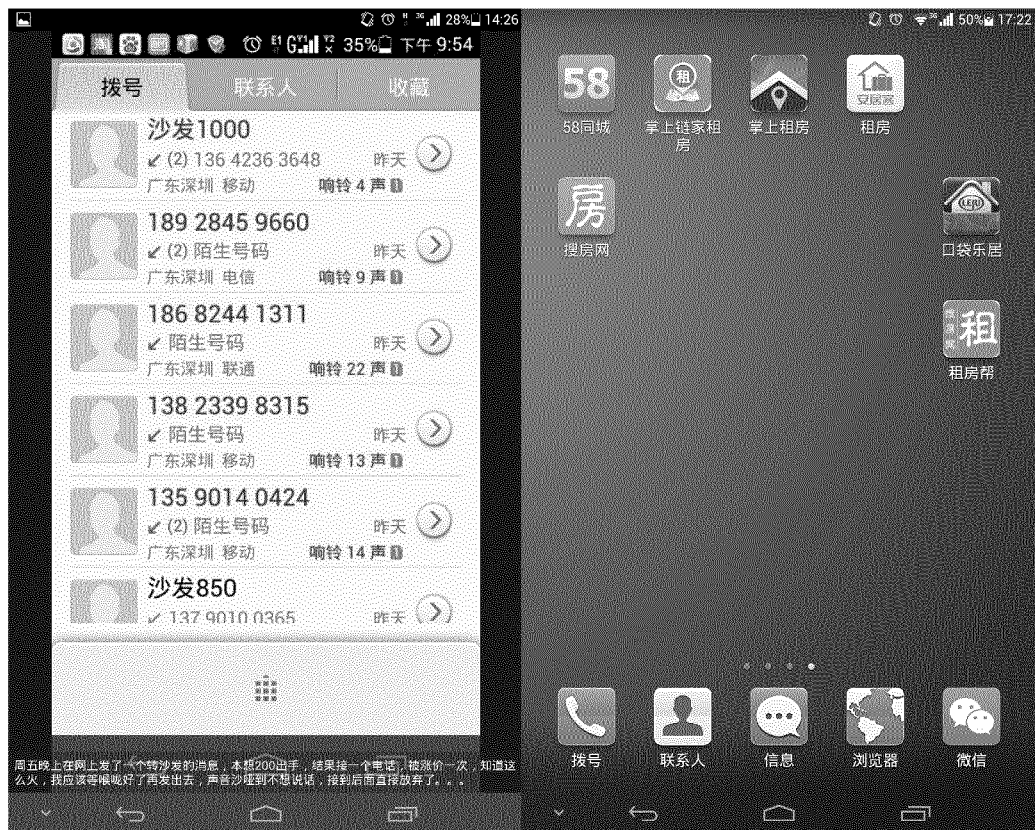 28% 14:26
35% 下午 9:54
拨号 联系人 收藏
沙发1000
(2) 136 4236 3648 昨天
广东深圳 移动 响铃 4 声
189 2845 9660
(2) 陌生号码 昨天
广东深圳 电信 响铃 9 声
186 8244 1311
陌生号码 昨天
广东深圳 联通 响铃 22 声
138 2339 8315
陌生号码 昨天
广东深圳 移动 响铃 13 声
135 9014 0424
(2) 陌生号码 昨天
广东深圳 移动 响铃 14 声
沙发850
137 9010 0365 昨天
周五晚上在网上发了一个转沙发的消息，本想200出手，结果接一个电话，被涨价一次，知道这
么火，我应该等喉咙好了再发出去，声音沙哑到不想说话，接到后面直接放弃了。。。
3G 50% 17:22
58 租 安居客
58同城 掌上链家租
房 掌上租房 租房
房 LEJU
搜房网 口袋乐居
租
租房帮
拨号 联系人 信息 浏览器 微信